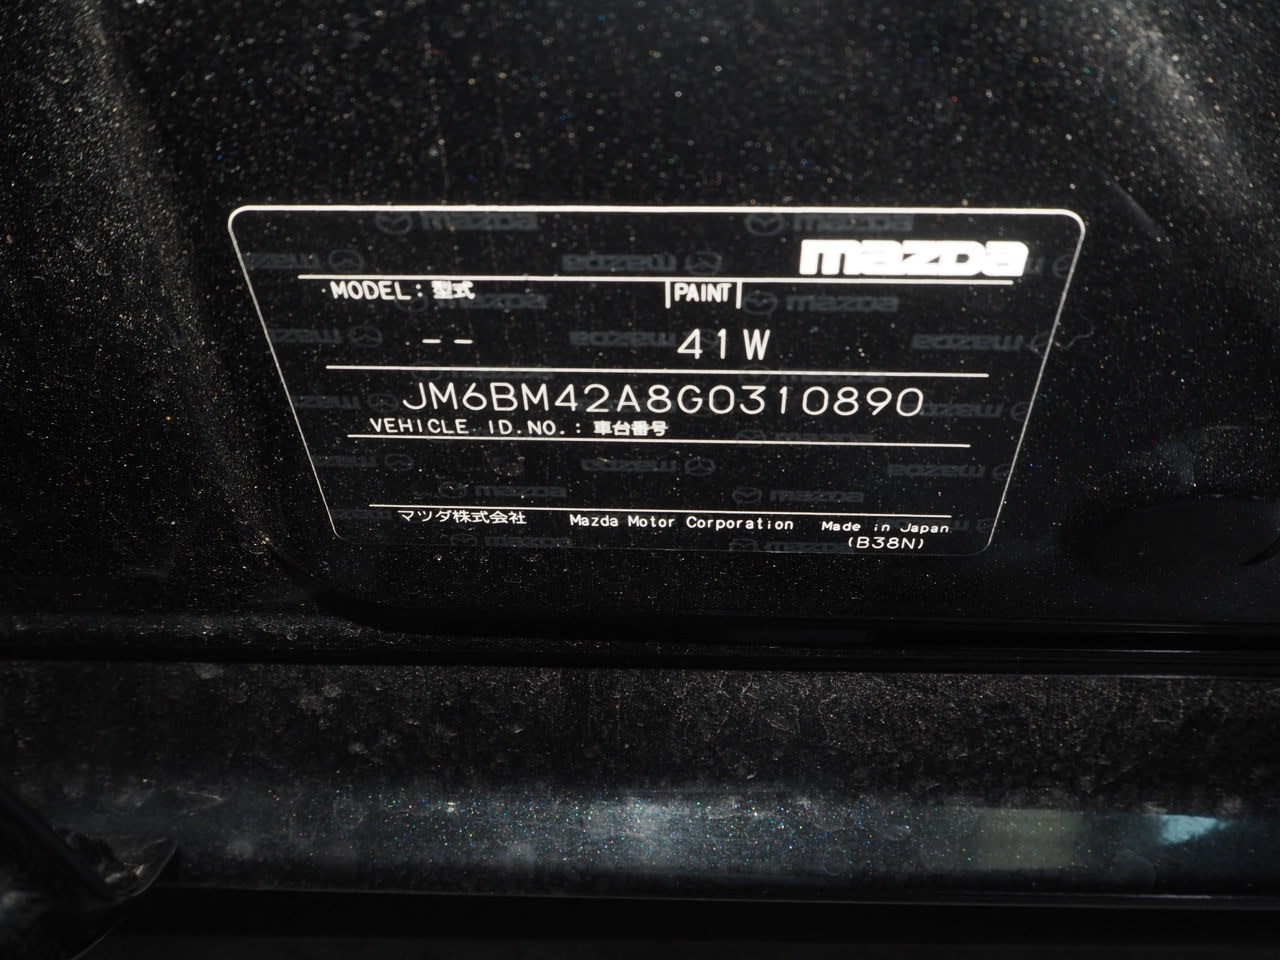 mazda
MODEL: 型式 PAINT
-- 41W
JM6BM42A8G0310890
VEHICLE ID.NO.: 車台番号
マツダ株式会社 Mazda Motor Corporation Made in Japan
(B38N)